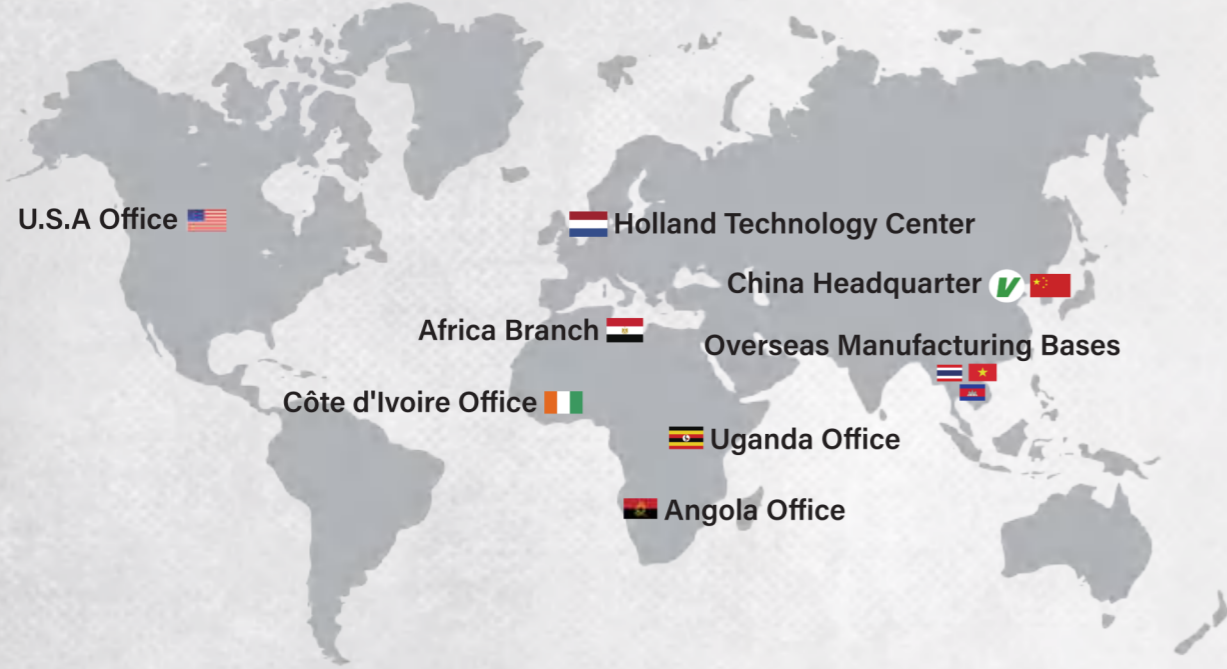 U.S.A Office
Holland Technology Center
China Headquarter V
Africa Branch
Overseas Manufacturing Bases
Côte d'Ivoire Office
Uganda Office
Angola Office